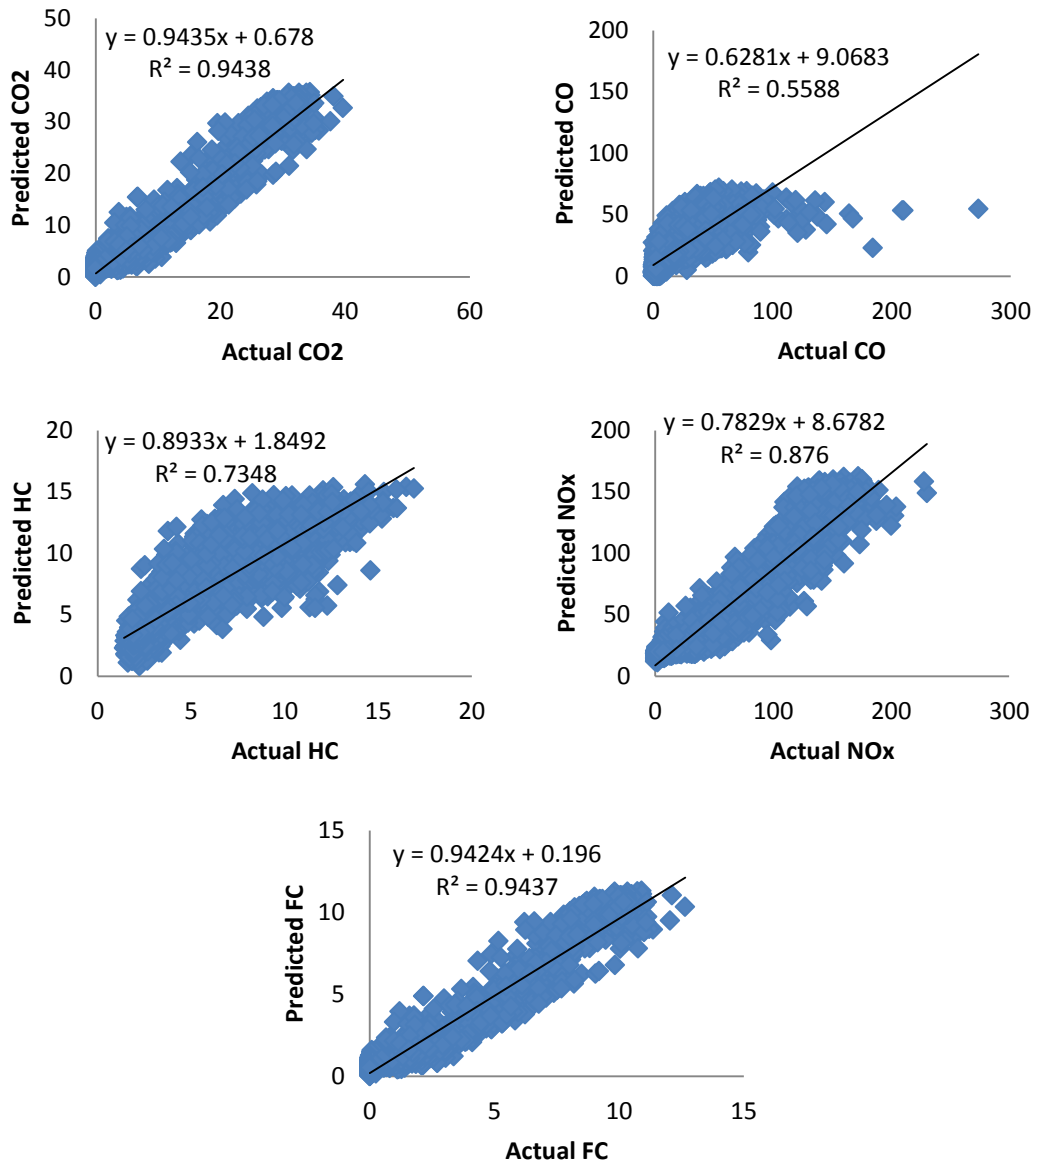 y = 0.9435x + 0.678
R² = 0.9438
50
40
30
20
10
0
Predicted CO2
0 20 40 60
Actual CO2
y = 0.6281x + 9.0683
R² = 0.5588
200
150
100
50
0
Predicted CO
0 100 200 300
Actual CO
y = 0.8933x + 1.8492
R² = 0.7348
20
15
10
5
0
Predicted HC
0 5 10 15 20
Actual HC
y = 0.7829x + 8.6782
R² = 0.876
200
150
100
50
0
Predicted NOx
0 100 200 300
Actual NOx
y = 0.9424x + 0.196
R² = 0.9437
15
10
5
0
Predicted FC
0 5 10 15
Actual FC